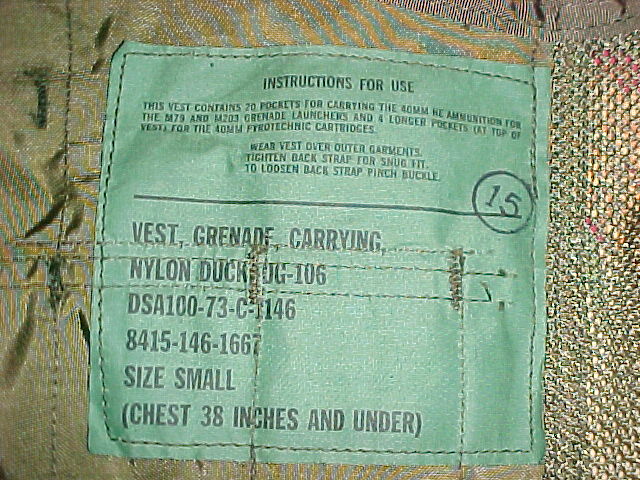 INSTRUCTIONS FOR USE
THIS VEST CONTAINS 20 POCKETS FOR CARRYING THE 40MM HE AMMUNITION FOR
THE M79 AND M203 GRENADE LAUNCHERS AND 4 LONGER POCKETS (AT TOP OF
VEST) FOR THE 40MM PYROTECHNIC CARTRIDGES.
WEAR VEST OVER OUTER GARMENTS.
TIGHTEN BACK STRAP FOR SNUG FIT.
TO LOOSEN BACK STRAP PINCH BUCKLE
15
VEST, GRENADE, CARRYING,
NYLON DUCK OG-106
DSA100-73-C-1146
8415-146-1667
SIZE SMALL
(CHEST 38 INCHES AND UNDER)